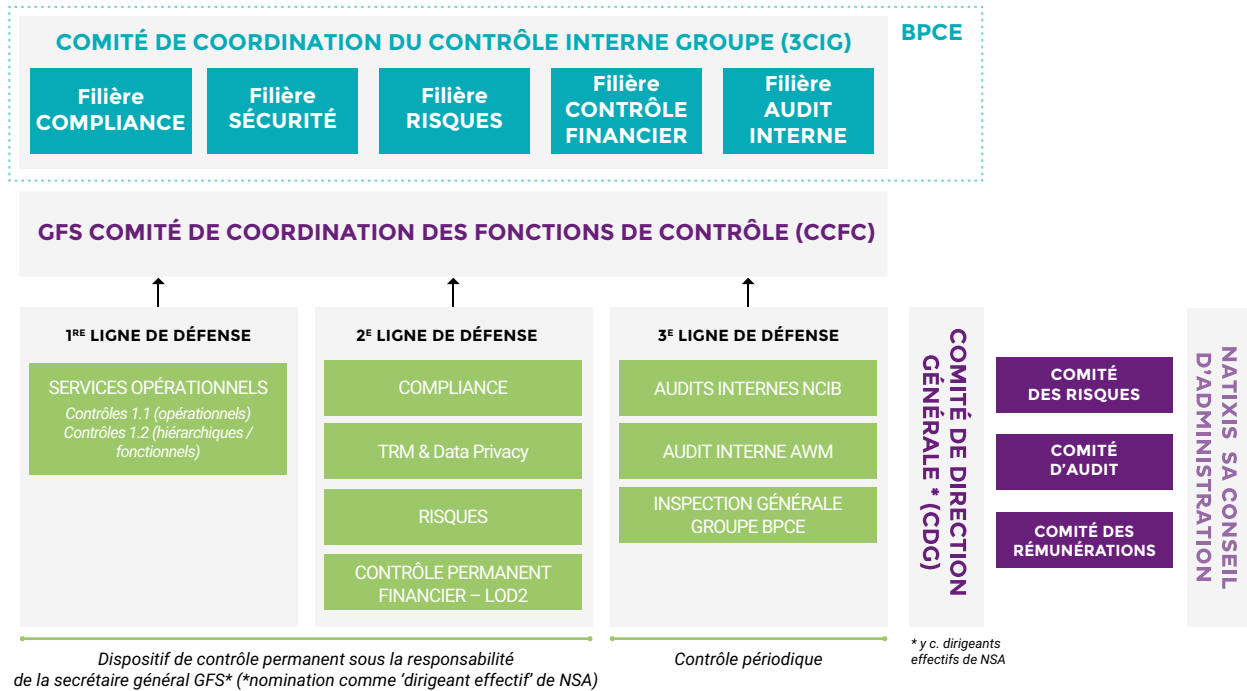 COMITÉ DE COORDINATION DU CONTRÔLE INTERNE GROUPE (3CIG)
BPCE
Filière
COMPLIANCE
Filière
SÉCURITÉ
Filière
RISQUES
Filière
CONTRÔLE
FINANCIER
Filière
AUDIT
INTERNE
GFS COMITÉ DE COORDINATION DES FONCTIONS DE CONTRÔLE (CCFC)
1RE LIGNE DE DÉFENSE
SERVICES OPÉRATIONNELS
Contrôles 1.1 (opérationnels)
Contrôles 1.2 (hiérarchiques /
fonctionnels)
2E LIGNE DE DÉFENSE
COMPLIANCE
TRM & Data Privacy
RISQUES
CONTRÔLE PERMANENT
FINANCIER – LOD2
3E LIGNE DE DÉFENSE
AUDITS INTERNES NCIB
AUDIT INTERNE AWM
INSPECTION GÉNÉRALE
GROUPE BPCE
COMITÉ DE DIRECTION
GÉNÉRALE * (CDG)
COMITÉ
DES RISQUES
COMITÉ
D'AUDIT
COMITÉ DES
RÉMUNÉRATIONS
NATIXIS SA CONSEIL
D'ADMINISTRATION
Dispositif de contrôle permanent sous la responsabilité
de la secrétaire général GFS* (*nomination comme 'dirigeant effectif' de NSA)
Contrôle périodique
* y c. dirigeants
effectifs de NSA